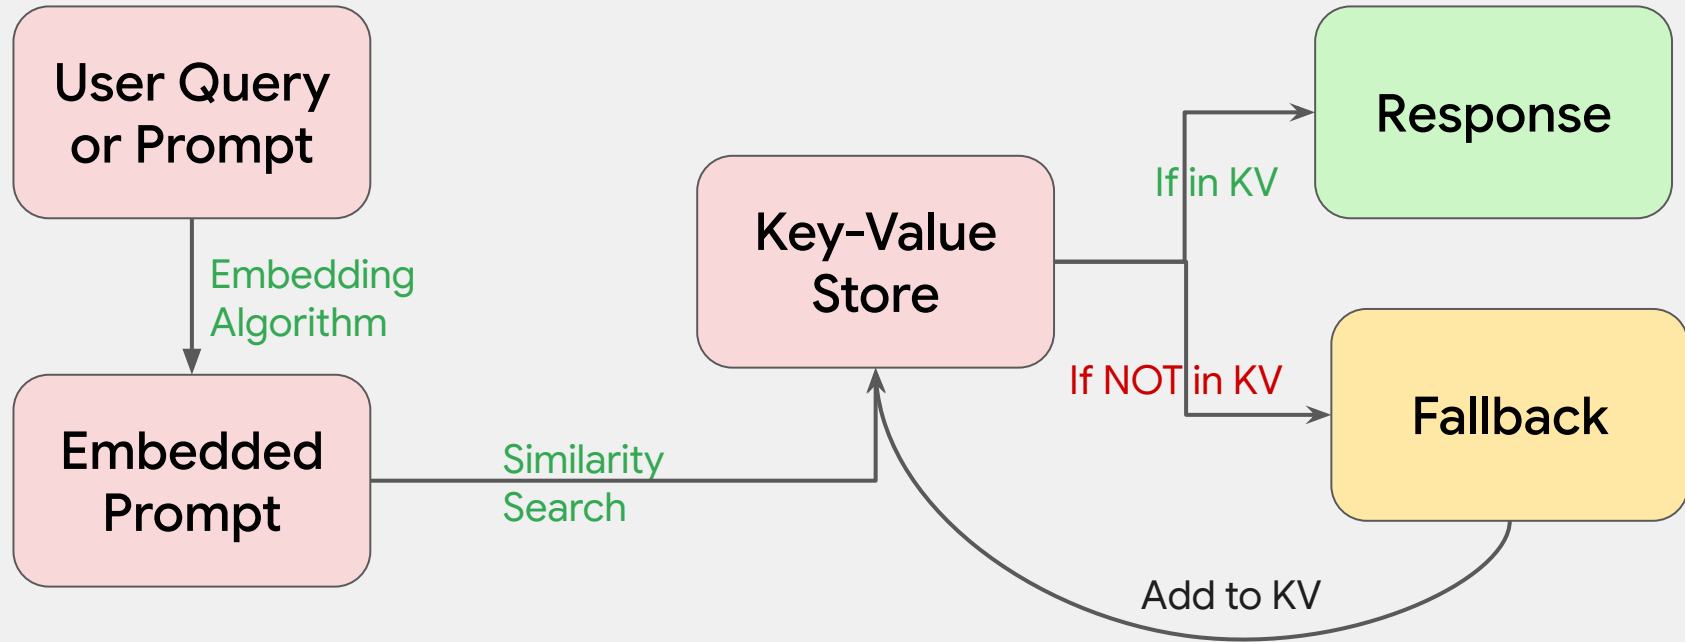 User Query
or Prompt
Embedding
Algorithm
Embedded
Prompt
Similarity
Search
Key-Value
Store
If in KV
Response
If NOT in KV
Fallback
Add to KV